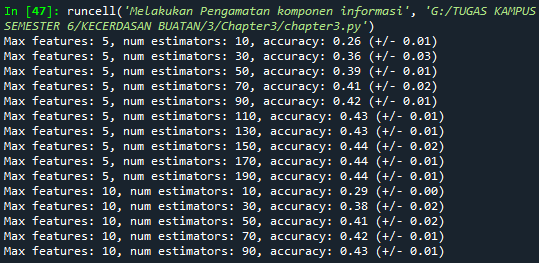 In [47]: runcell('Melakukan Pengamatan komponen informasi', 'G:/TUGAS KAMPUS
SEMESTER 6/KECERDASAN BUATAN/3/Chapter3/chapter3.py')
Max features: 5, num estimators: 10, accuracy: 0.26 (+/- 0.01)
Max features: 5, num estimators: 30, accuracy: 0.36 (+/- 0.03)
Max features: 5, num estimators: 50, accuracy: 0.39 (+/- 0.01)
Max features: 5, num estimators: 70, accuracy: 0.41 (+/- 0.02)
Max features: 5, num estimators: 90, accuracy: 0.42 (+/- 0.01)
Max features: 5, num estimators: 110, accuracy: 0.43 (+/- 0.01)
Max features: 5, num estimators: 130, accuracy: 0.43 (+/- 0.01)
Max features: 5, num estimators: 150, accuracy: 0.44 (+/- 0.02)
Max features: 5, num estimators: 170, accuracy: 0.44 (+/- 0.01)
Max features: 5, num estimators: 190, accuracy: 0.44 (+/- 0.01)
Max features: 10, num estimators: 10, accuracy: 0.29 (+/- 0.00)
Max features: 10, num estimators: 30, accuracy: 0.38 (+/- 0.02)
Max features: 10, num estimators: 50, accuracy: 0.41 (+/- 0.02)
Max features: 10, num estimators: 70, accuracy: 0.42 (+/- 0.01)
Max features: 10, num estimators: 90, accuracy: 0.43 (+/- 0.01)